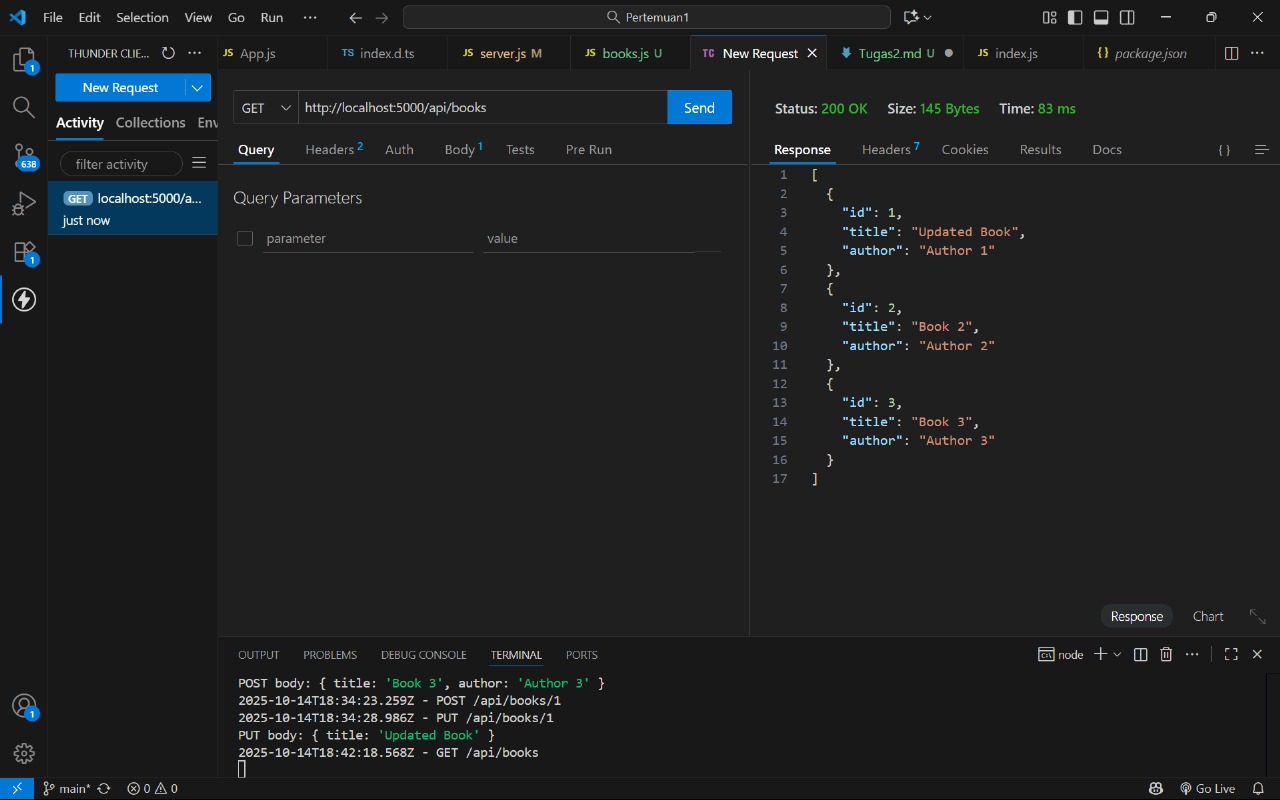 File Edit Selection View Go Run ··· Pertemuan1
THUNDER CLIE... ···
JS App.js
TS index.d.ts
JS server.js M
JS books.js U
TC New Request
Tugas2.md U
JS index.js
{} package.json
···
New Request
Activity Collections Env
filter activity
GET localhost:5000/a...
just now
1
638
1
1
GET http://localhost:5000/api/books Send
Query Headers 2 Auth Body 1 Tests Pre Run
Query Parameters
parameter value
Status: 200 OK Size: 145 Bytes Time: 83 ms
Response Headers 7 Cookies Results Docs { }
1 [
2 {
3 "id": 1,
4 "title": "Updated Book",
5 "author": "Author 1"
6 },
7 {
8 "id": 2,
9 "title": "Book 2",
10 "author": "Author 2"
11 },
12 {
13 "id": 3,
14 "title": "Book 3",
15 "author": "Author 3"
16 }
17 ]
Response Chart
OUTPUT PROBLEMS DEBUG CONSOLE TERMINAL PORTS node ···
POST body: { title: 'Book 3', author: 'Author 3' }
2025-10-14T18:34:23.259Z - POST /api/books/1
2025-10-14T18:34:28.986Z - PUT /api/books/1
PUT body: { title: 'Updated Book' }
2025-10-14T18:42:18.568Z - GET /api/books
main* 0 0 Go Live